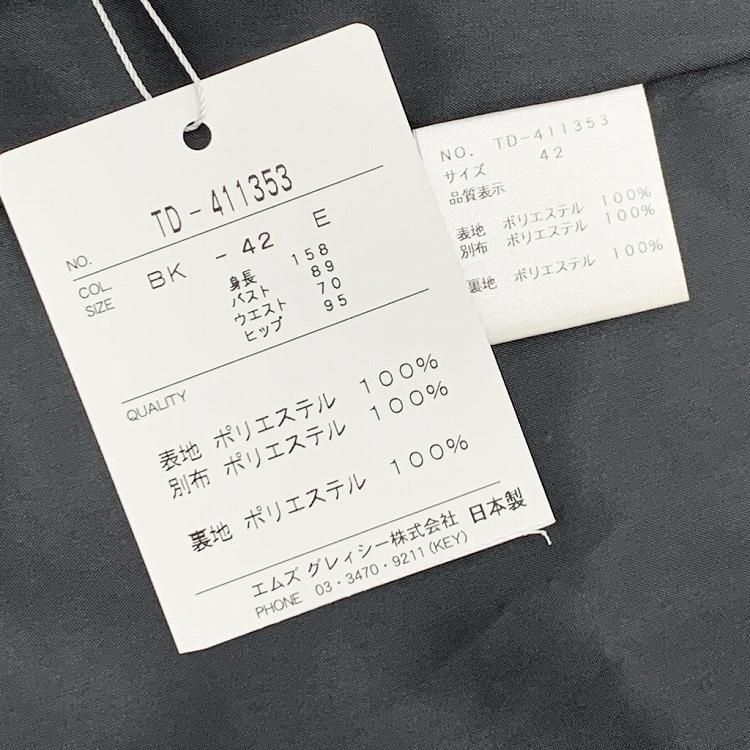 NO. TD-411353
COL. SIZE BK - 42 E
身長 158
バスト 89
ウエスト 70
ヒップ 95
QUALITY
表地 ポリエステル 100%
別布 ポリエステル 100%
裏地 ポリエステル 100%
エムズ グレィシー株式会社 日本製
PHONE 03・3470・9211(KEY)
NO. TD-411353
サイズ 42
品質表示
表地 ポリエステル 100%
別布 ポリエステル 100%
裏地 ポリエステル 100%